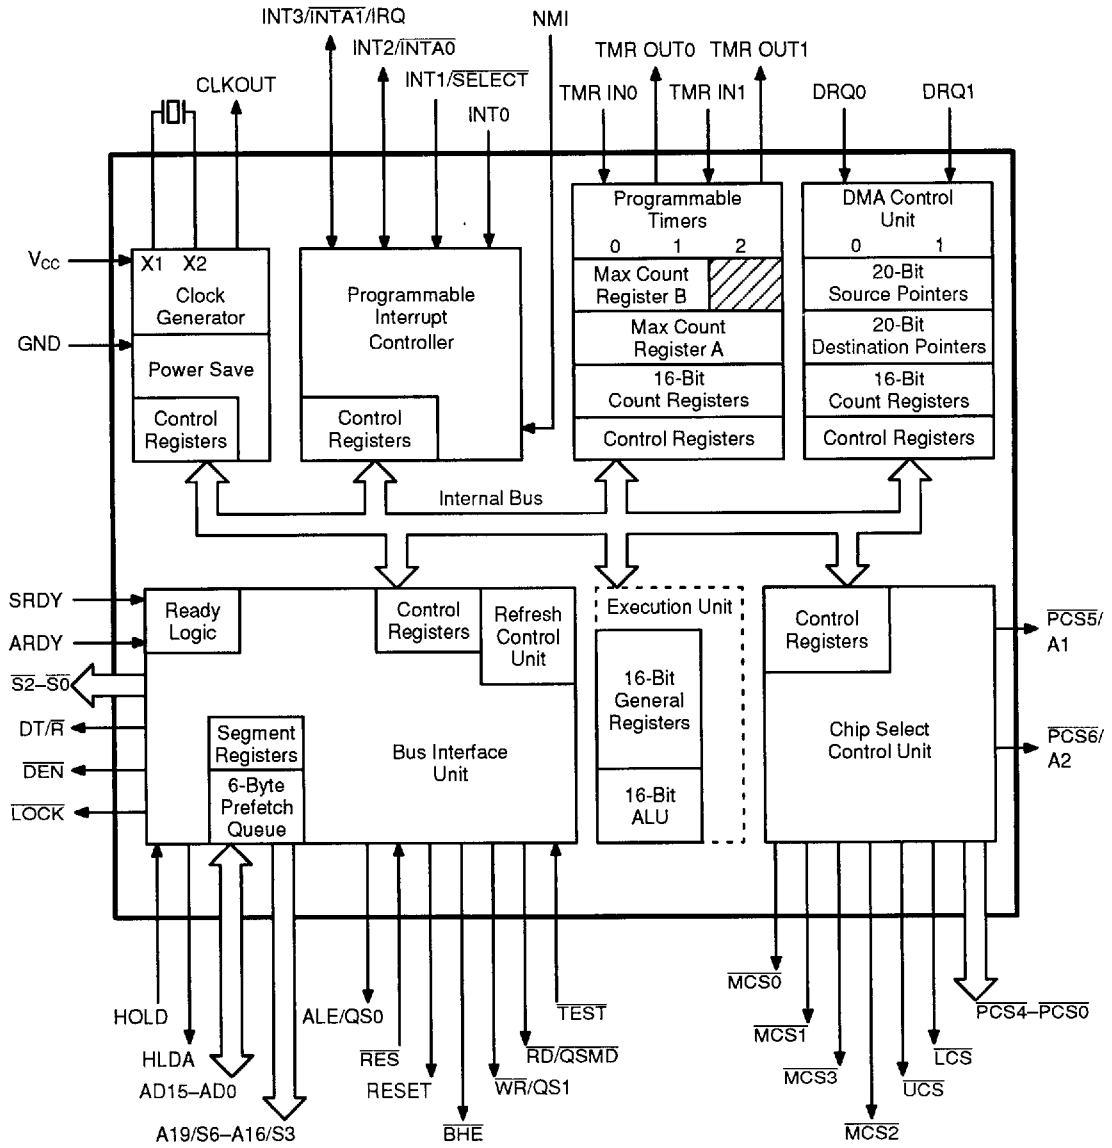 INT3/INTA1/IRQ
NMI
INT2/INTA0
TMR OUT0
TMR OUT1
CLKOUT
INT1/SELECT
TMR IN0
TMR IN1
DRQ0
DRQ1
INT0
Programmable
Timers
0 1 2
DMA Control
Unit
0 1
VCC
X1 X2
Clock
Generator
Programmable
Interrupt
Controller
Max Count
Register B
20-Bit
Source Pointers
GND
Power Save
Max Count
Register A
20-Bit
Destination Pointers
16-Bit
Count Registers
16-Bit
Count Registers
Control
Registers
Control
Registers
Control Registers
Control Registers
Internal Bus
SRDY
Ready
Logic
Control
Registers
Refresh
Control
Unit
Execution Unit
Control
Registers
PCS5/
A1
ARDY
S2–S0
16-Bit
General
Registers
DT/R
Segment
Registers
Bus Interface
Unit
Chip Select
Control Unit
PCS6/
A2
DEN
6-Byte
Prefetch
Queue
16-Bit
ALU
LOCK
HOLD
ALE/QS0
TEST
MCS0
PCS4–PCS0
HLDA
RES
RD/QSMD
MCS1
LCS
AD15–AD0
RESET
WR/QS1
MCS3
UCS
A19/S6–A16/S3
BHE
MCS2